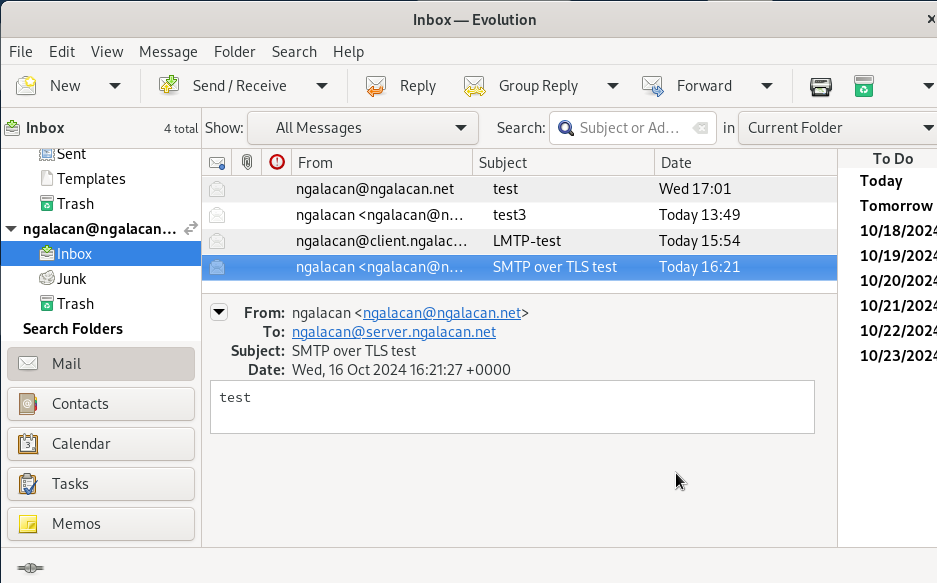 Inbox — Evolution ×
File Edit View Message Folder Search Help
New Send / Receive Reply Group Reply Forward
Inbox 4 total Show: All Messages Search: Subject or Ad... in Current Folder
Sent
Templates
Trash
ngalacan@ngalacan...
Inbox
Junk
Trash
Search Folders
Mail
Contacts
Calendar
3
Tasks
Memos
From Subject Date
ngalacan@ngalacan.net test Wed 17:01
ngalacan <ngalacan@n... test3 Today 13:49
ngalacan@client.ngalac... LMTP-test Today 15:54
ngalacan <ngalacan@n... SMTP over TLS test Today 16:21
From: ngalacan <ngalacan@ngalacan.net>
To: ngalacan@server.ngalacan.net
Subject: SMTP over TLS test
Date: Wed, 16 Oct 2024 16:21:27 +0000
test
To Do
Today
Tomorrow
10/18/2024
10/19/2024
10/20/2024
10/21/2024
10/22/2024
10/23/2024